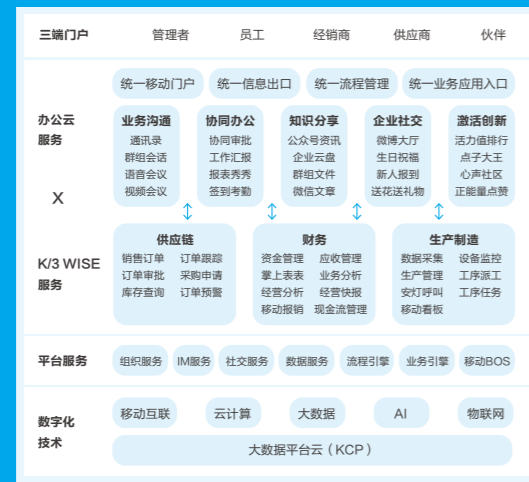 三端门户 管理者 员工 经销商 供应商 伙伴
统一移动门户 统一信息出口 统一流程管理 统一业务应用入口
办公云
服务
X
K/3 WISE
服务
业务沟通
通讯录
群组会话
语音会议
视频会议
协同办公
协同审批
工作汇报
报表秀秀
签到考勤
知识分享
公众号资讯
企业云盘
群组文件
微信文章
企业社交
微博大厅
生日祝福
新人报到
送花送礼物
激活创新
活力值排行
点子大王
心声社区
正能量点赞
供应链
销售订单 订单跟踪
订单审批 采购申请
库存查询 订单预警
财务
资金管理 应收管理
掌上表表 业务分析
经营分析 经营快报
移动报销 现金流管理
生产制造
数据采集 设备监控
生产管理 工序派工
安灯呼叫 工序任务
移动看板
平台服务 组织服务 IM服务 社交服务 数据服务 流程引擎 业务引擎 移动BOS
数字化
技术
移动互联 云计算 大数据 AI 物联网
大数据平台云（KCP）